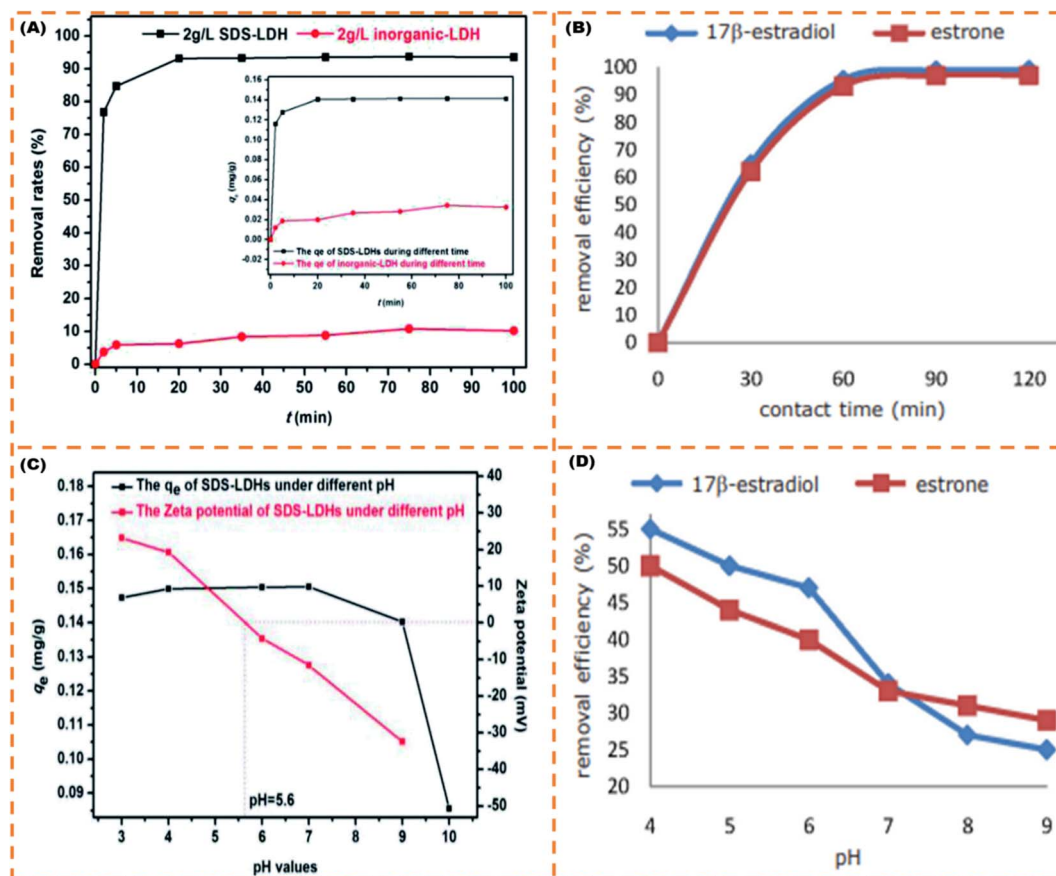 (A)
2g/L SDS-LDH
2g/L inorganic-LDH
100
90
80
70
60
50
40
30
20
10
0
Removal rates (%)
0.16
0.14
0.12
0.10
0.08
0.06
0.04
0.02
0.00
-0.02
The qe of SDS-LDHs during different time
The qe of inorganic-LDH during different time
0 20 40 60 80 100
t (min)
0 10 20 30 40 50 60 70 80 90 100
t (min)
(B)
17β-estradiol
estrone
100
90
80
70
60
50
40
30
20
10
0
removal efficiency (%)
0 30 60 90 120
contact time (min)
(C)
The qe of SDS-LDHs under different pH
The Zeta potential of SDS-LDHs under different pH
0.18
0.17
0.16
0.15
0.14
0.13
0.12
0.11
0.10
0.09
qe (mg/g)
40
30
20
10
0
-10
-20
-30
-40
-50
Zeta potential (mV)
pH=5.6
3 4 5 6 7 8 9 10
pH values
(D)
17β-estradiol
estrone
55
50
45
40
35
30
25
20
removal efficiency (%)
4 5 6 7 8 9
pH